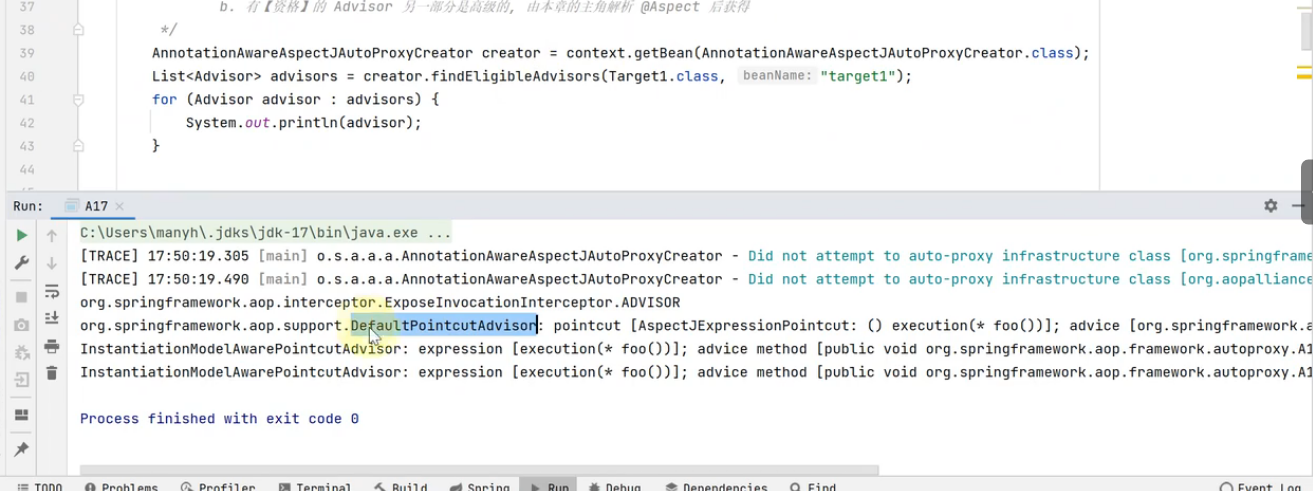 37 b. 有【资格】的 Advisor 另一部分是高级的, 由本章的主角解析 @Aspect 后获得
38 */
39 AnnotationAwareAspectJAutoProxyCreator creator = context.getBean(AnnotationAwareAspectJAutoProxyCreator.class);
40 List<Advisor> advisors = creator.findEligibleAdvisors(Target1.class, beanName: "target1");
41 for (Advisor advisor : advisors) {
42 System.out.println(advisor);
43 }
44
Run: A17
C:\Users\manyh\.jdks\jdk-17\bin\java.exe ...
[TRACE] 17:50:19.305 [main] o.s.a.a.a.AnnotationAwareAspectJAutoProxyCreator - Did not attempt to auto-proxy infrastructure class [org.springframe
[TRACE] 17:50:19.490 [main] o.s.a.a.a.AnnotationAwareAspectJAutoProxyCreator - Did not attempt to auto-proxy infrastructure class [org.aopallianc
org.springframework.aop.interceptor.ExposeInvocationInterceptor.ADVISOR
org.springframework.aop.support.DefaultPointcutAdvisor: pointcut [AspectJExpressionPointcut: () execution(* foo())]; advice [org.springframework.a
InstantiationModelAwarePointcutAdvisor: expression [execution(* foo())]; advice method [public void org.springframework.aop.framework.autoproxy.A1
InstantiationModelAwarePointcutAdvisor: expression [execution(* foo())]; advice method [public void org.springframework.aop.framework.autoproxy.A1
Process finished with exit code 0
TODO Problems Profiler Terminal Build Spring Run Debug Dependencies Find Event Log